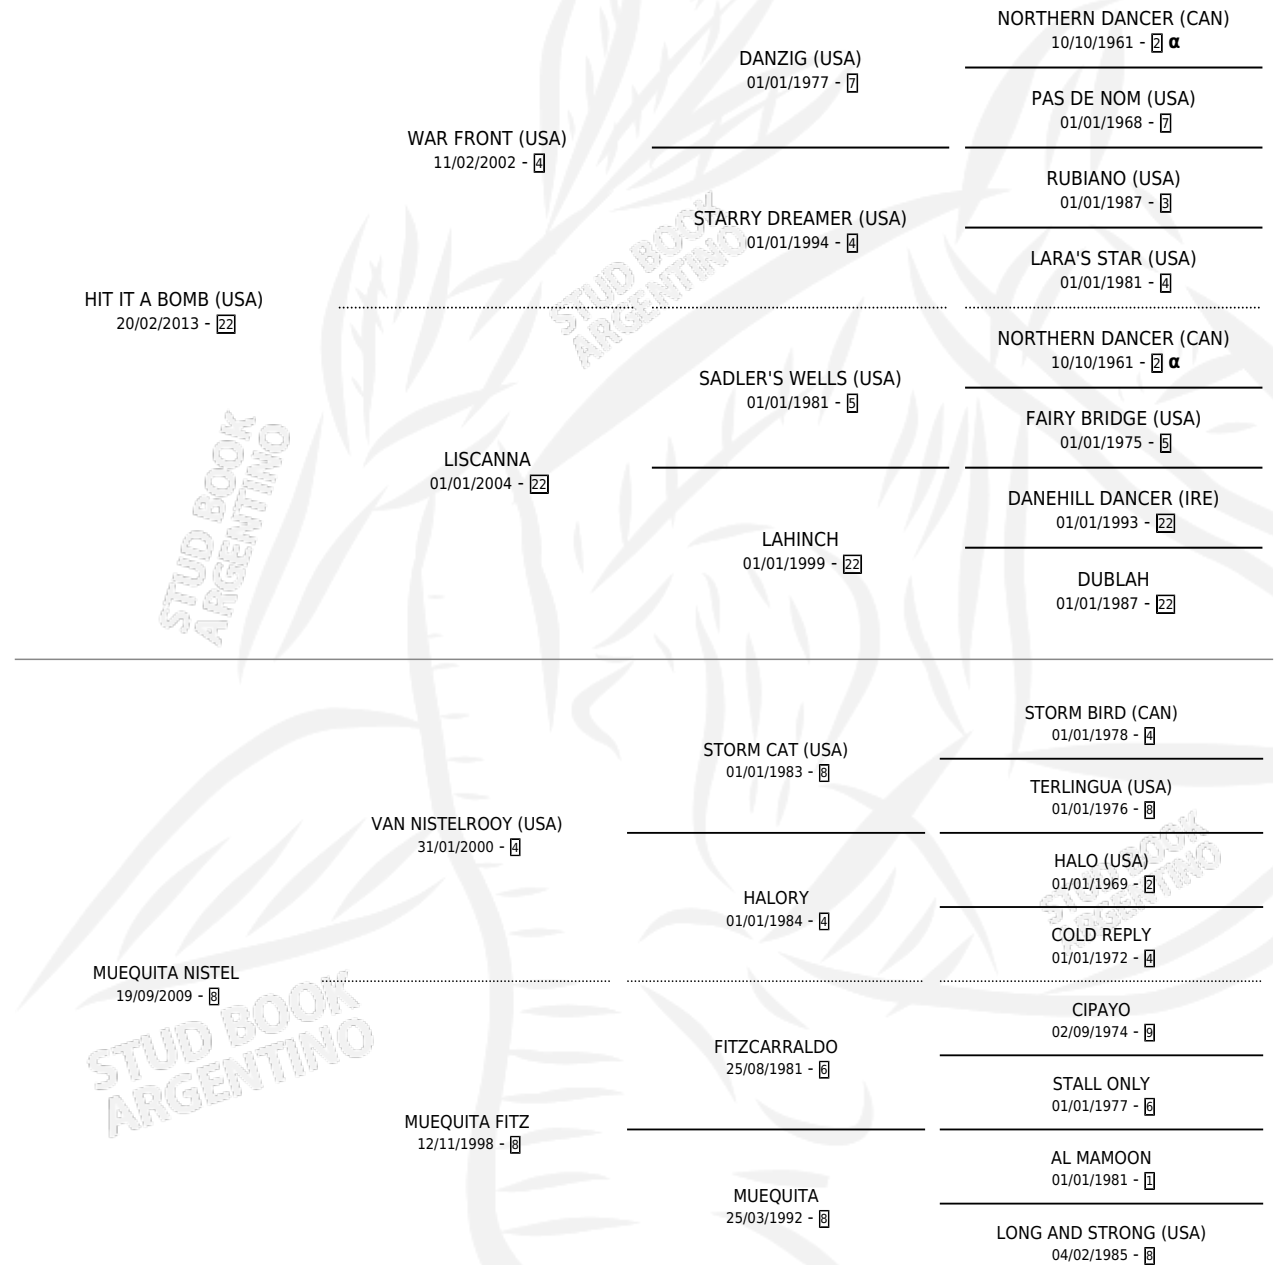 NORTHERN DANCER (CAN)
10/10/1961 - 2 α
DANZIG (USA)
01/01/1977 - 7
PAS DE NOM (USA)
01/01/1968 - 7
WAR FRONT (USA)
11/02/2002 - 4
RUBIANO (USA)
01/01/1987 - 3
STARRY DREAMER (USA)
01/01/1994 - 4
LARA'S STAR (USA)
01/01/1981 - 4
HIT IT A BOMB (USA)
20/02/2013 - 22
NORTHERN DANCER (CAN)
10/10/1961 - 2 α
SADLER'S WELLS (USA)
01/01/1981 - 5
FAIRY BRIDGE (USA)
01/01/1975 - 5
LISCANNA
01/01/2004 - 22
DANEHILL DANCER (IRE)
01/01/1993 - 22
LAHINCH
01/01/1999 - 22
DUBLAH
01/01/1987 - 22
STORM BIRD (CAN)
01/01/1978 - 4
STORM CAT (USA)
01/01/1983 - 8
TERLINGUA (USA)
01/01/1976 - 8
VAN NISTELROOY (USA)
31/01/2000 - 4
HALO (USA)
01/01/1969 - 2
HALORY
01/01/1984 - 4
COLD REPLY
01/01/1972 - 4
MUEQUITA NISTEL
19/09/2009 - 8
CIPAYO
02/09/1974 - 9
FITZCARRALDO
25/08/1981 - 6
STALL ONLY
01/01/1977 - 6
MUEQUITA FITZ
12/11/1998 - 8
AL MAMOON
01/01/1981 - 1
MUEQUITA
25/03/1992 - 8
LONG AND STRONG (USA)
04/02/1985 - 8
STUD BOOK
ARGENTINO
STUD BOOK
ARGENTINO
STUD BOOK
ARGENTINO
STUD BOOK
ARGENTINO